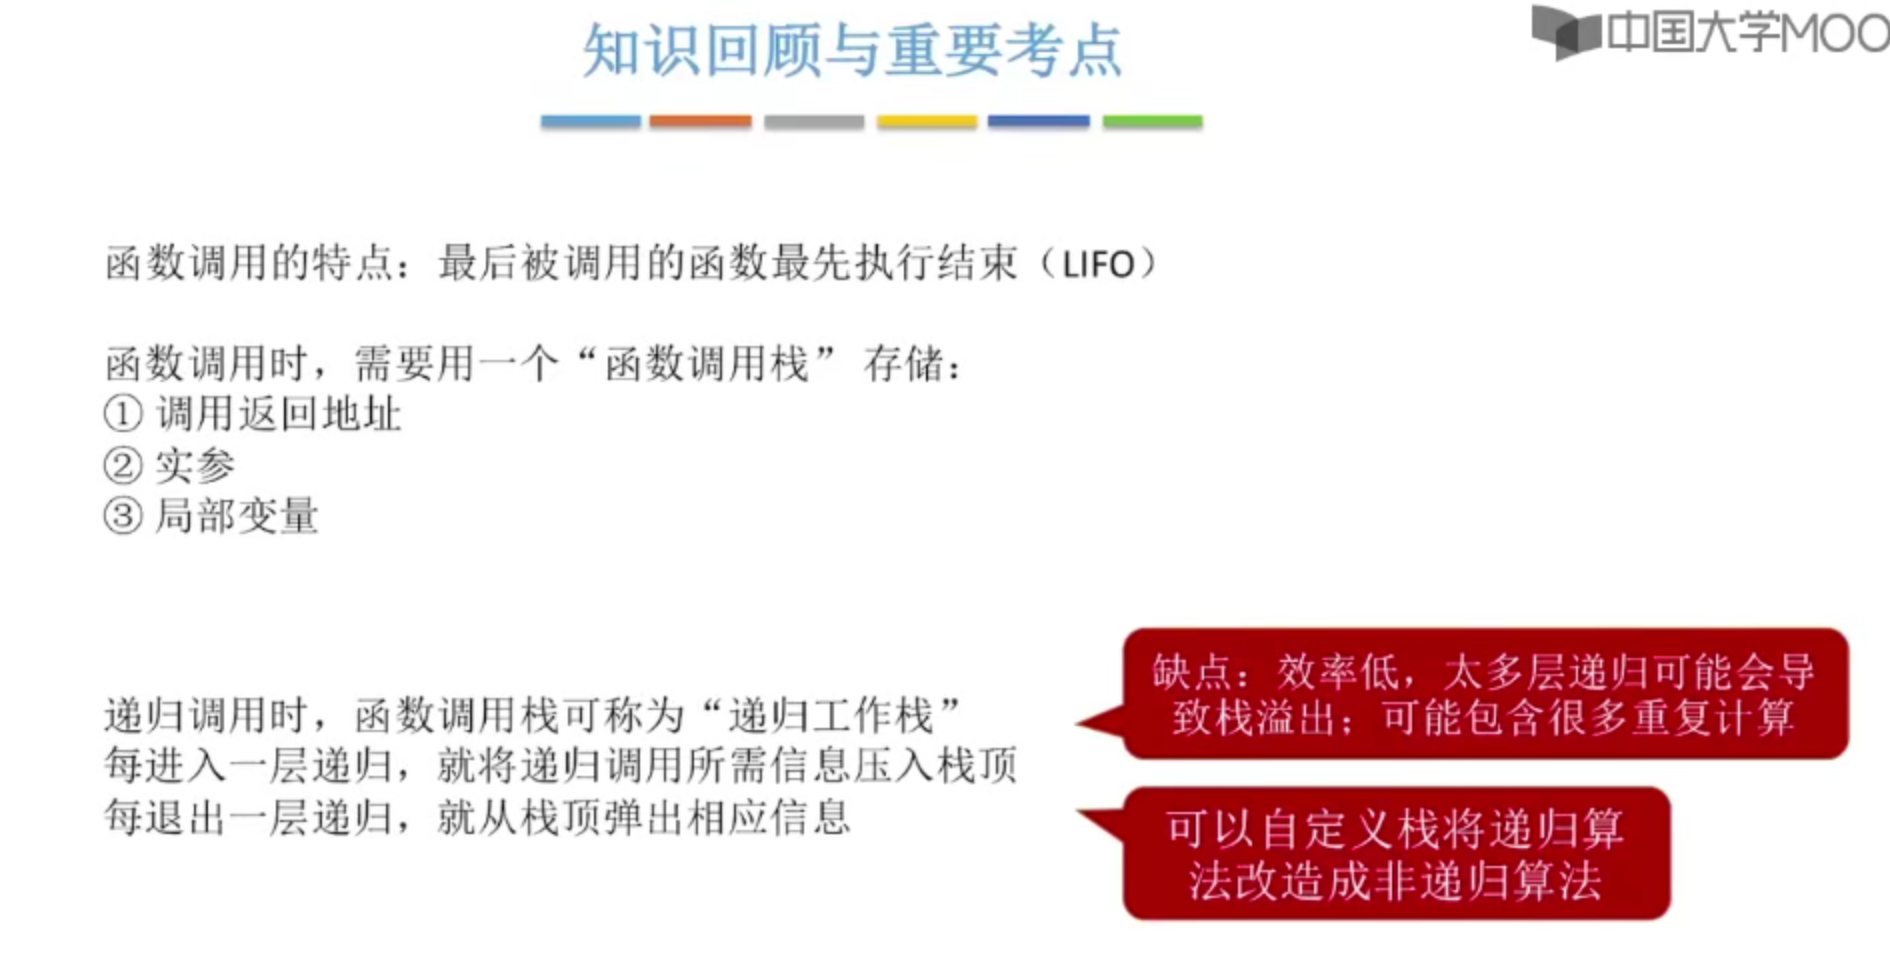 知识回顾与重要考点
中国大学MOO
函数调用的特点：最后被调用的函数最先执行结束（LIFO）
函数调用时，需要用一个“函数调用栈” 存储：
① 调用返回地址
② 实参
③ 局部变量
递归调用时，函数调用栈可称为“递归工作栈”
每进入一层递归，就将递归调用所需信息压入栈顶
每退出一层递归，就从栈顶弹出相应信息
缺点：效率低，太多层递归可能会导
致栈溢出；可能包含很多重复计算
可以自定义栈将递归算
法改造成非递归算法